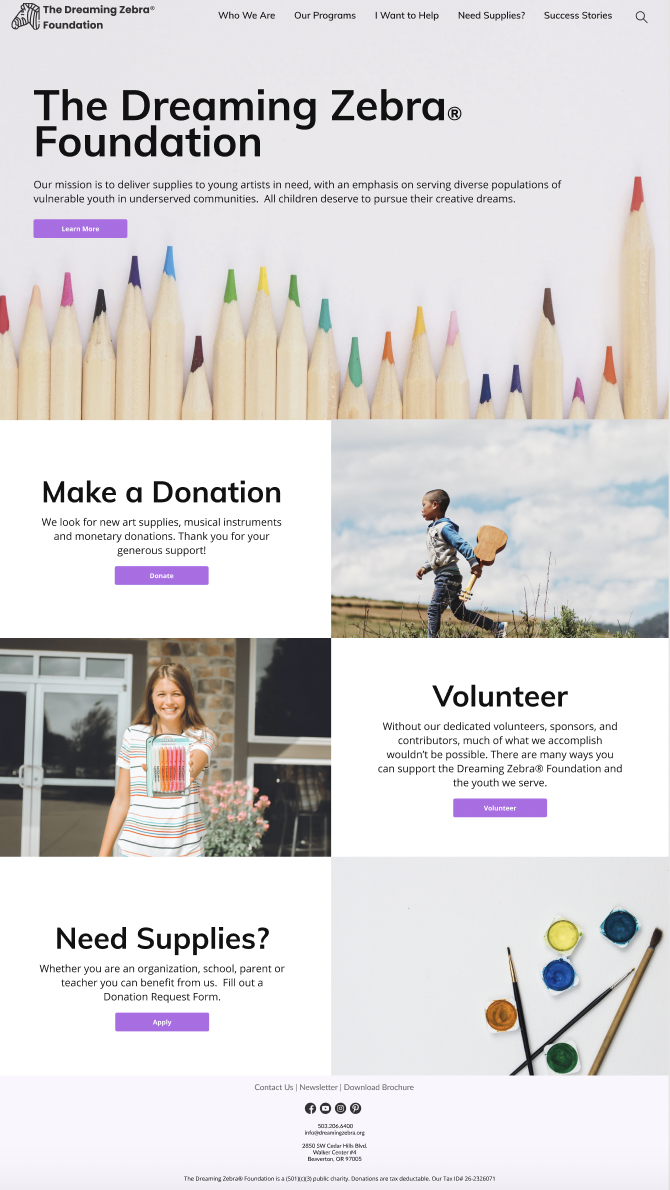 The Dreaming Zebra®
Foundation
Who We Are
Our Programs
I Want to Help
Need Supplies?
Success Stories
The Dreaming Zebra®
Foundation
Our mission is to deliver supplies to young artists in need, with an emphasis on serving diverse populations of
vulnerable youth in underserved communities.  All children deserve to pursue their creative dreams.
Learn More
Make a Donation
We look for new art supplies, musical instruments
and monetary donations. Thank you for your
generous support!
Donate
Volunteer
Without our dedicated volunteers, sponsors, and
contributors, much of what we accomplish
wouldn't be possible. There are many ways you
can support the Dreaming Zebra® Foundation and
the youth we serve.
Volunteer
Need Supplies?
Whether you are an organization, school, parent or
teacher you can benefit from us.  Fill out a
Donation Request Form.
Apply
Contact Us | Newsletter | Download Brochure
503.206.6400
info@dreamingzebra.org
2850 SW Cedar Hills Blvd,
Walker Center #4
Beaverton, OR 97005
The Dreaming Zebra® Foundation is a (501)(c)(3) public charity. Donations are tax deductable. Our Tax ID# 26-2326071